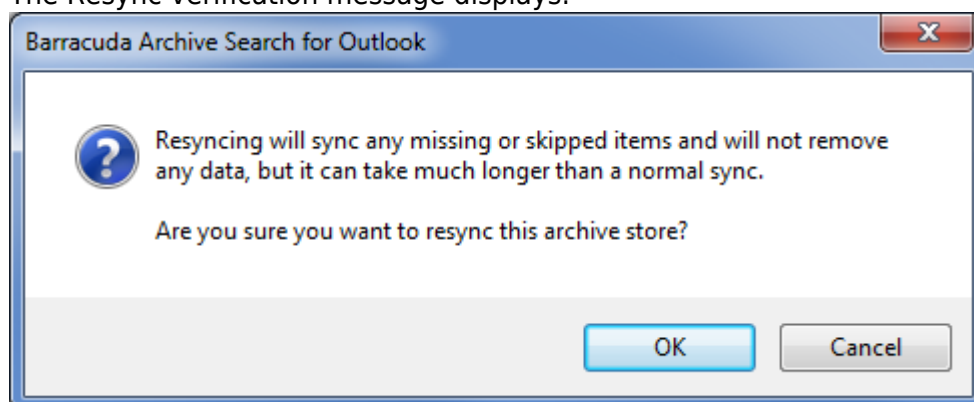 The Resync verification message displays:
Barracuda Archive Search for Outlook
Resyncing will sync any missing or skipped items and will not remove
any data, but it can take much longer than a normal sync.
Are you sure you want to resync this archive store?
OK
Cancel